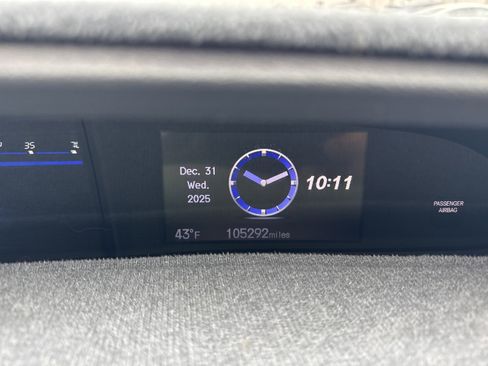 35
Dec. 31
Wed.
2025
10:11
43°F 105292miles
PASSENGER
AIRBAG